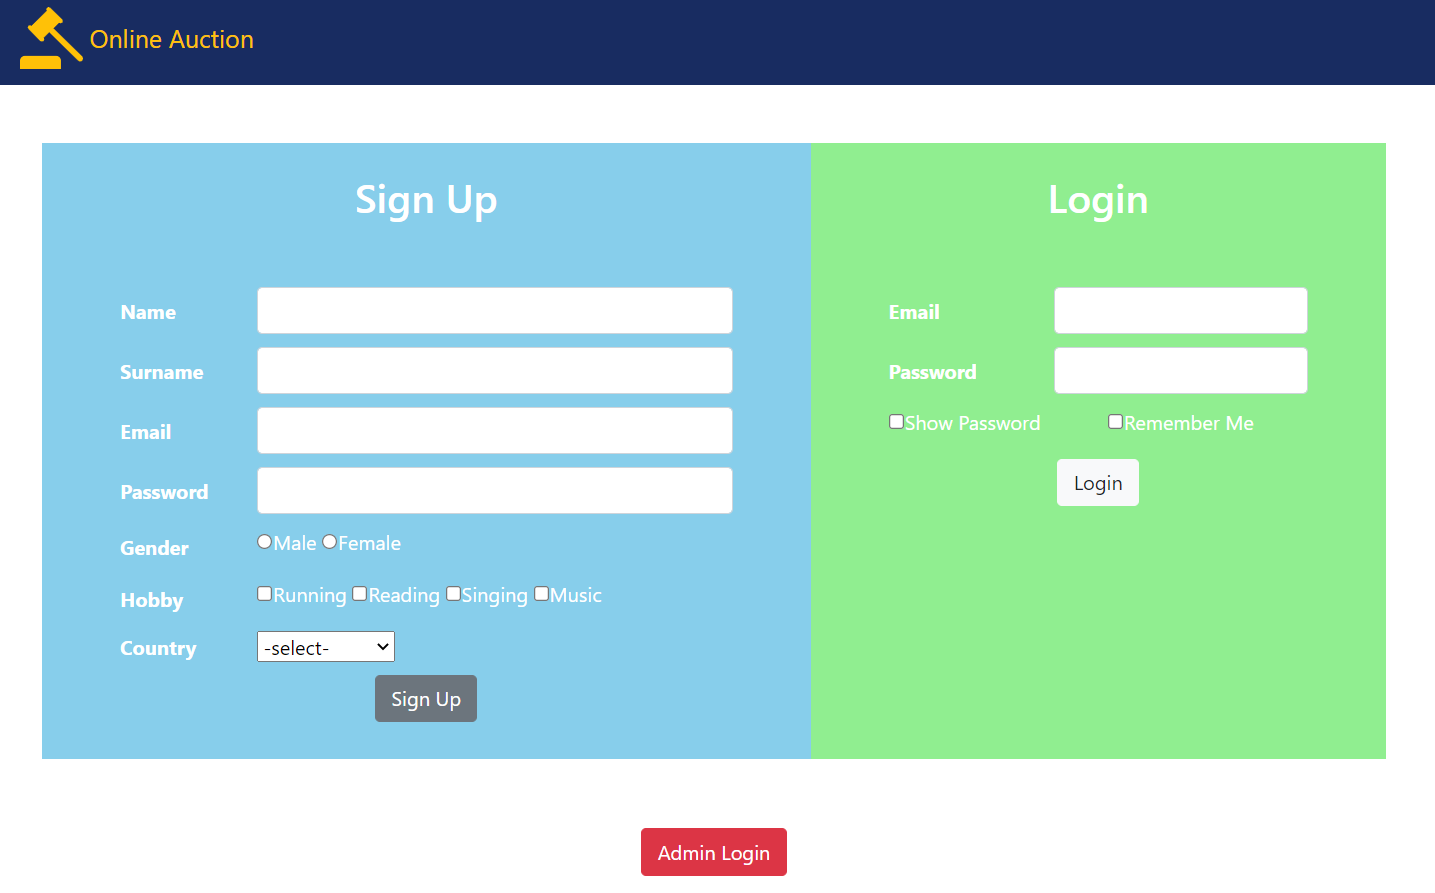 Online Auction
Sign Up
Name
Surname
Email
Password
Gender Male Female
Hobby Running Reading Singing Music
Country -select-
Sign Up
Login
Email
Password
Show Password Remember Me
Login
Admin Login